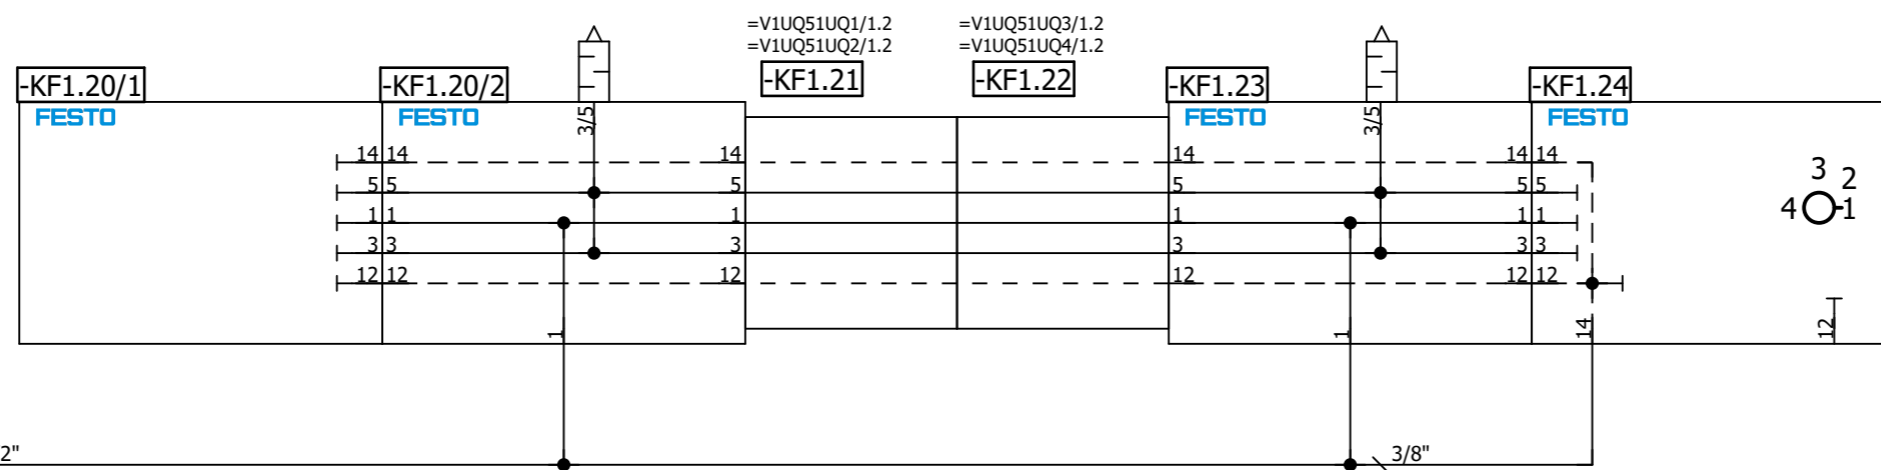 =V1UQ51UQ1/1.2 =V1UQ51UQ3/1.2
=V1UQ51UQ2/1.2 =V1UQ51UQ4/1.2
-KF1.20/1 -KF1.20/2 -KF1.21 -KF1.22 -KF1.23 -KF1.24
FESTO FESTO FESTO FESTO
3/5 3/5
14 14 14 14 14 14
5 5 5 5 5 5
1 1 1 1 1 1
3 3 3 3 3 3
12 12 12 12 12 12
3 2
4 1
1 1 14 12
2" 3/8"